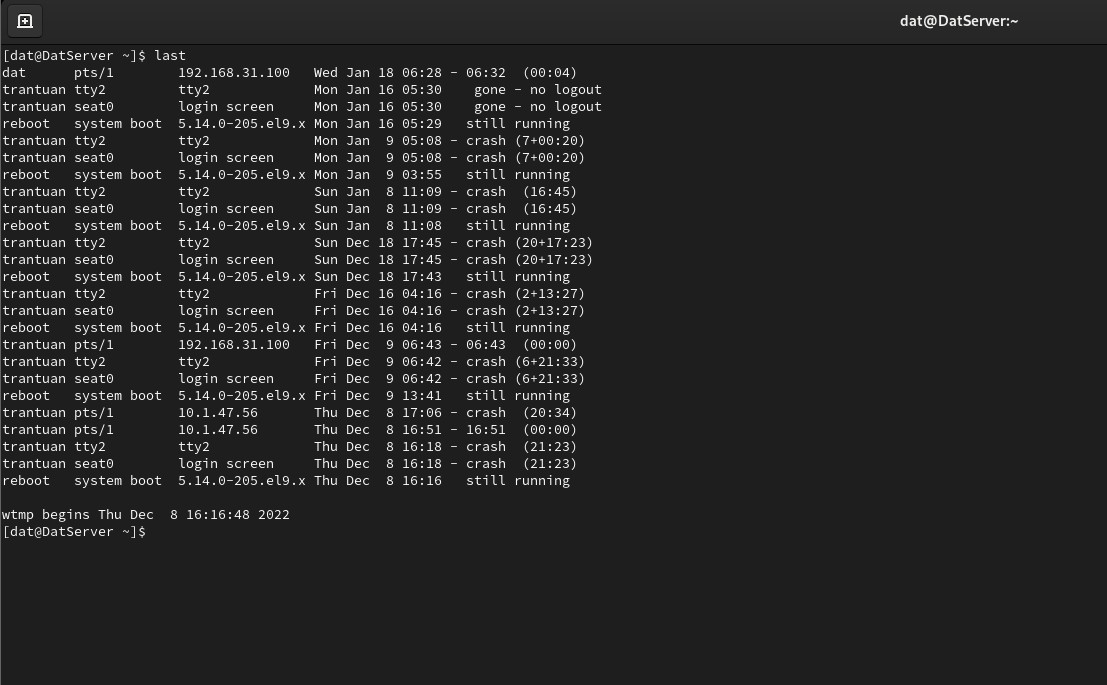 dat@DatServer:~
[dat@DatServer ~]$ last
dat      pts/1        192.168.31.100   Wed Jan 18 06:28 - 06:32  (00:04)
trantuan tty2         tty2             Mon Jan 16 05:30    gone - no logout
trantuan seat0        login screen     Mon Jan 16 05:30    gone - no logout
reboot   system boot  5.14.0-205.el9.x Mon Jan 16 05:29   still running
trantuan tty2         tty2             Mon Jan  9 05:08 - crash (7+00:20)
trantuan seat0        login screen     Mon Jan  9 05:08 - crash (7+00:20)
reboot   system boot  5.14.0-205.el9.x Mon Jan  9 03:55   still running
trantuan tty2         tty2             Sun Jan  8 11:09 - crash  (16:45)
trantuan seat0        login screen     Sun Jan  8 11:09 - crash  (16:45)
reboot   system boot  5.14.0-205.el9.x Sun Jan  8 11:08   still running
trantuan tty2         tty2             Sun Dec 18 17:45 - crash (20+17:23)
trantuan seat0        login screen     Sun Dec 18 17:45 - crash (20+17:23)
reboot   system boot  5.14.0-205.el9.x Sun Dec 18 17:43   still running
trantuan tty2         tty2             Fri Dec 16 04:16 - crash (2+13:27)
trantuan seat0        login screen     Fri Dec 16 04:16 - crash (2+13:27)
reboot   system boot  5.14.0-205.el9.x Fri Dec 16 04:16   still running
trantuan pts/1        192.168.31.100   Fri Dec  9 06:43 - 06:43  (00:00)
trantuan tty2         tty2             Fri Dec  9 06:42 - crash (6+21:33)
trantuan seat0        login screen     Fri Dec  9 06:42 - crash (6+21:33)
reboot   system boot  5.14.0-205.el9.x Fri Dec  9 13:41   still running
trantuan pts/1        10.1.47.56       Thu Dec  8 17:06 - crash  (20:34)
trantuan pts/1        10.1.47.56       Thu Dec  8 16:51 - 16:51  (00:00)
trantuan tty2         tty2             Thu Dec  8 16:18 - crash  (21:23)
trantuan seat0        login screen     Thu Dec  8 16:18 - crash  (21:23)
reboot   system boot  5.14.0-205.el9.x Thu Dec  8 16:16   still running
wtmp begins Thu Dec  8 16:16:48 2022
[dat@DatServer ~]$